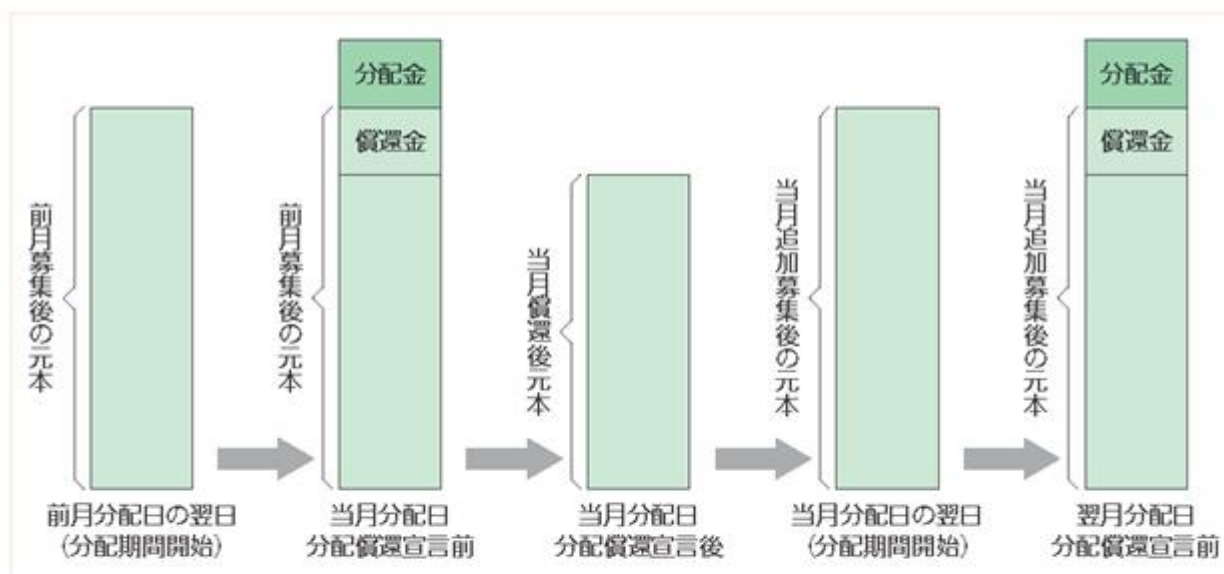 分配金
償還金
前月募集後の元本
前月募集後の元本
当月償還後元本
当月追加募集後の元本
分配金
償還金
当月追加募集後の元本
前月分配日の翌日
(分配期間開始)
当月分配日
分配償還宣言前
当月分配日
分配償還宣言後
当月分配日の翌日
(分配期間開始)
翌月分配日
分配償還宣言前